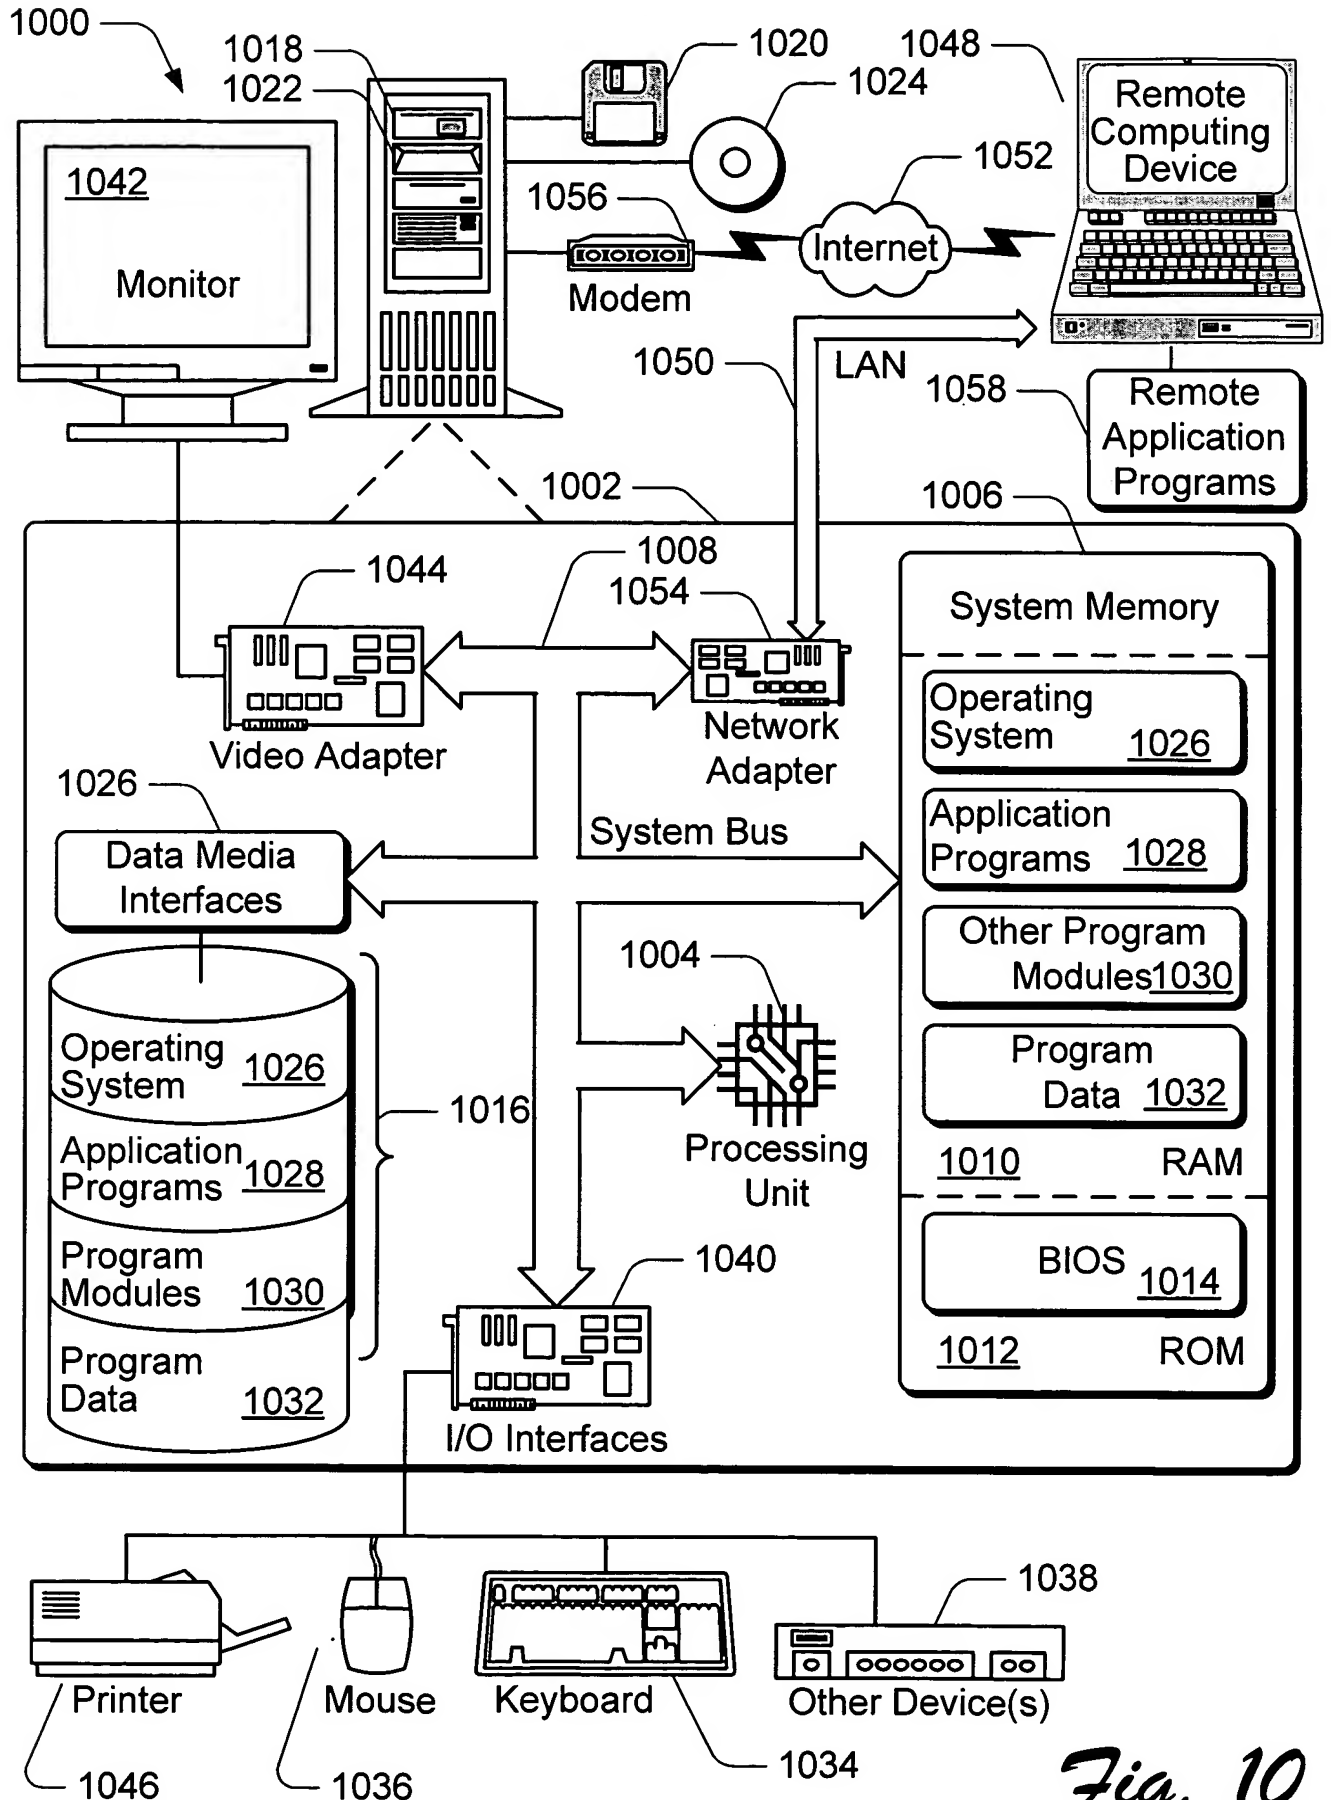 1000
1018
1022
1020
1024
1048
Remote
Computing
Device
1042
Monitor
1056
Modem
1052
Internet
1050
LAN
1058
Remote
Application
Programs
1002
1006
1008
1044
1054
Video Adapter
Network
Adapter
System Memory
Operating
System 1026
Application
Programs 1028
Other Program
Modules 1030
Program
Data 1032
1010 RAM
BIOS 1014
1012 ROM
1026
Data Media
Interfaces
System Bus
1004
Processing
Unit
Operating
System 1026
Application
Programs 1028
Program
Modules 1030
Program
Data 1032
1016
1040
I/O Interfaces
1038
Printer
Mouse
Keyboard
Other Device(s)
1046
1036
1034
Fig. 10